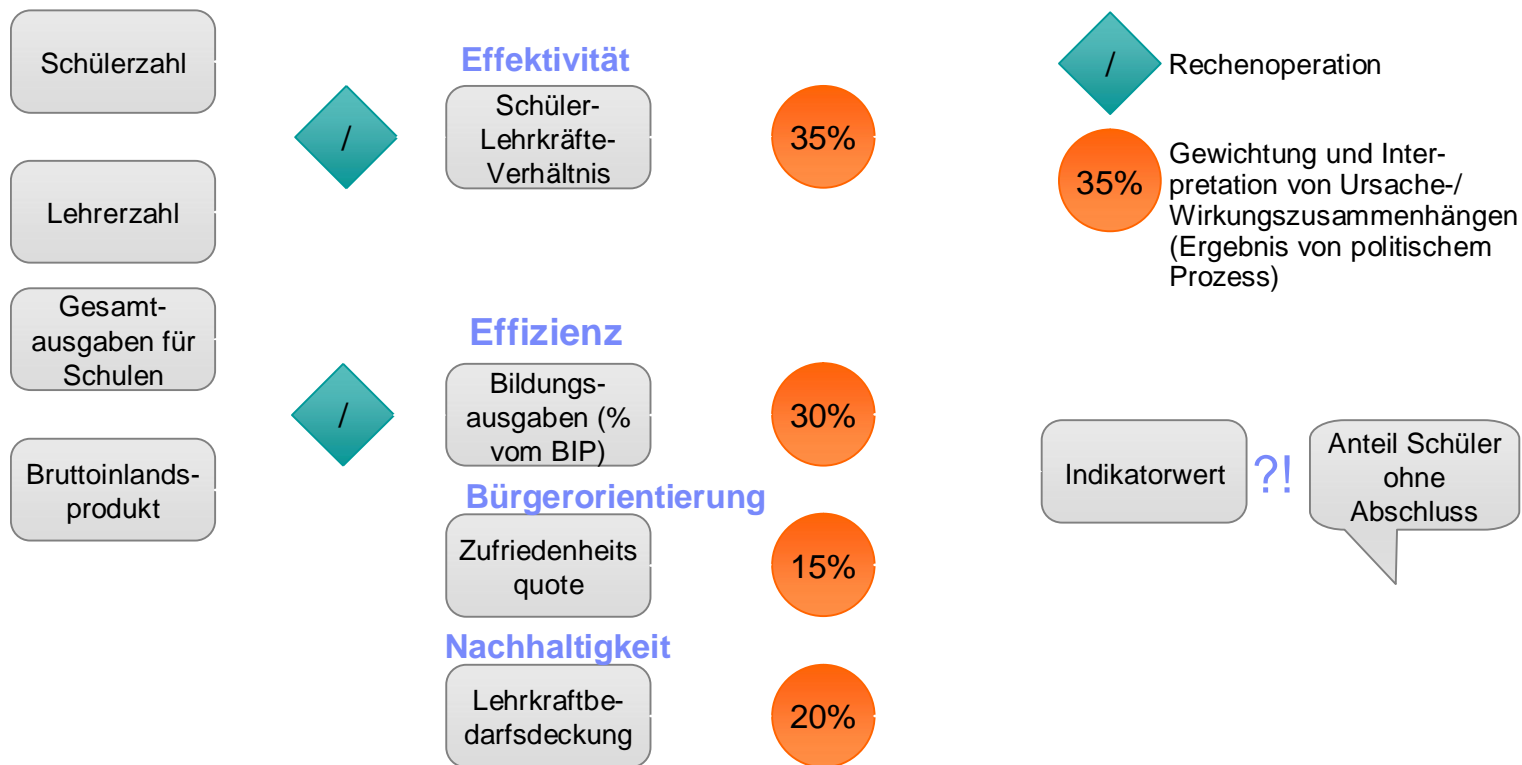 Schülerzahl
Lehrerzahl
Gesamt-
ausgaben für
Schulen
Bruttoinlands-
produkt
/
/
Effektivität
Schüler-
Lehrkräfte-
Verhältnis
35%
Effizienz
Bildungs-
ausgaben (%
vom BIP)
30%
Bürgerorientierung
Zufriedenheits
quote
15%
Nachhaltigkeit
Lehrkraftbe-
darfsdeckung
20%
/
Rechenoperation
35%
Gewichtung und Inter-
pretation von Ursache-/
Wirkungszusammenhängen
(Ergebnis von politischem
Prozess)
Indikatorwert
?!
Anteil Schüler
ohne
Abschluss